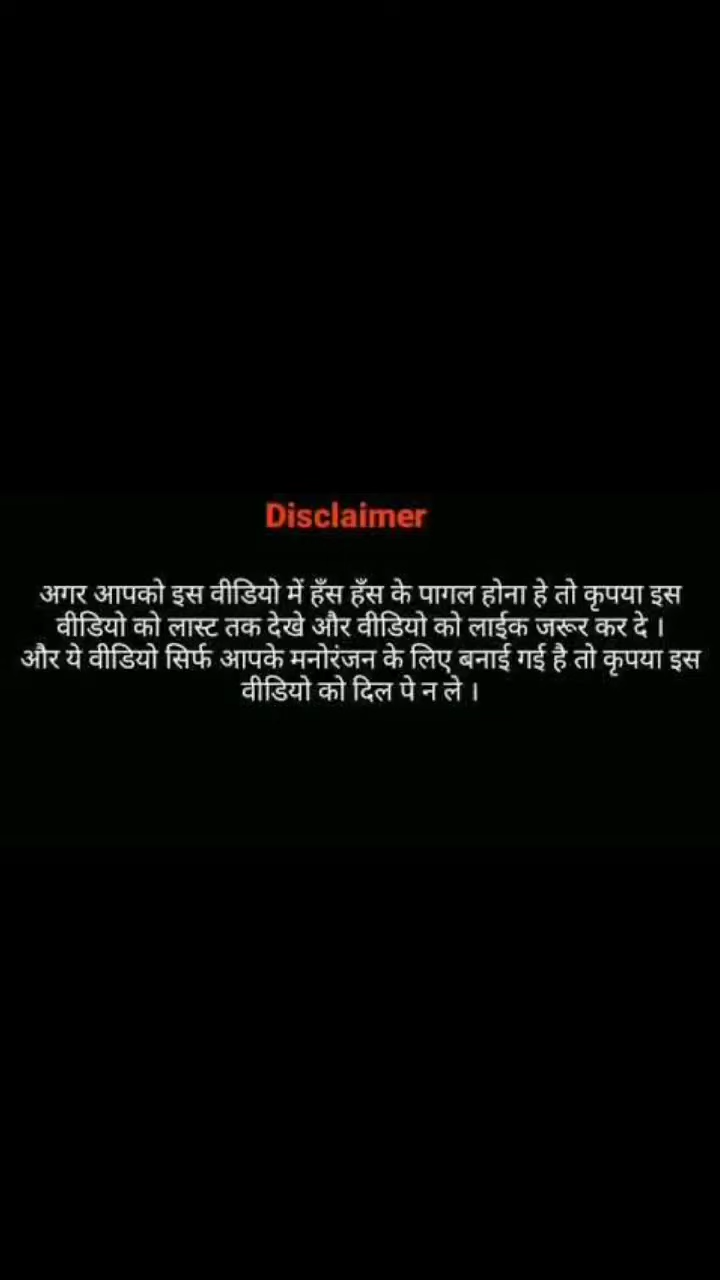 Disclaimer
अगर आपको इस वीडियो में हँस हँस के पागल होना हे तो कृपया इस
वीडियो को लास्ट तक देखे और वीडियो को लाईक जरूर कर दे ।
और ये वीडियो सिर्फ आपके मनोरंजन के लिए बनाई गई है तो कृपया इस
वीडियो को दिल पे न ले ।